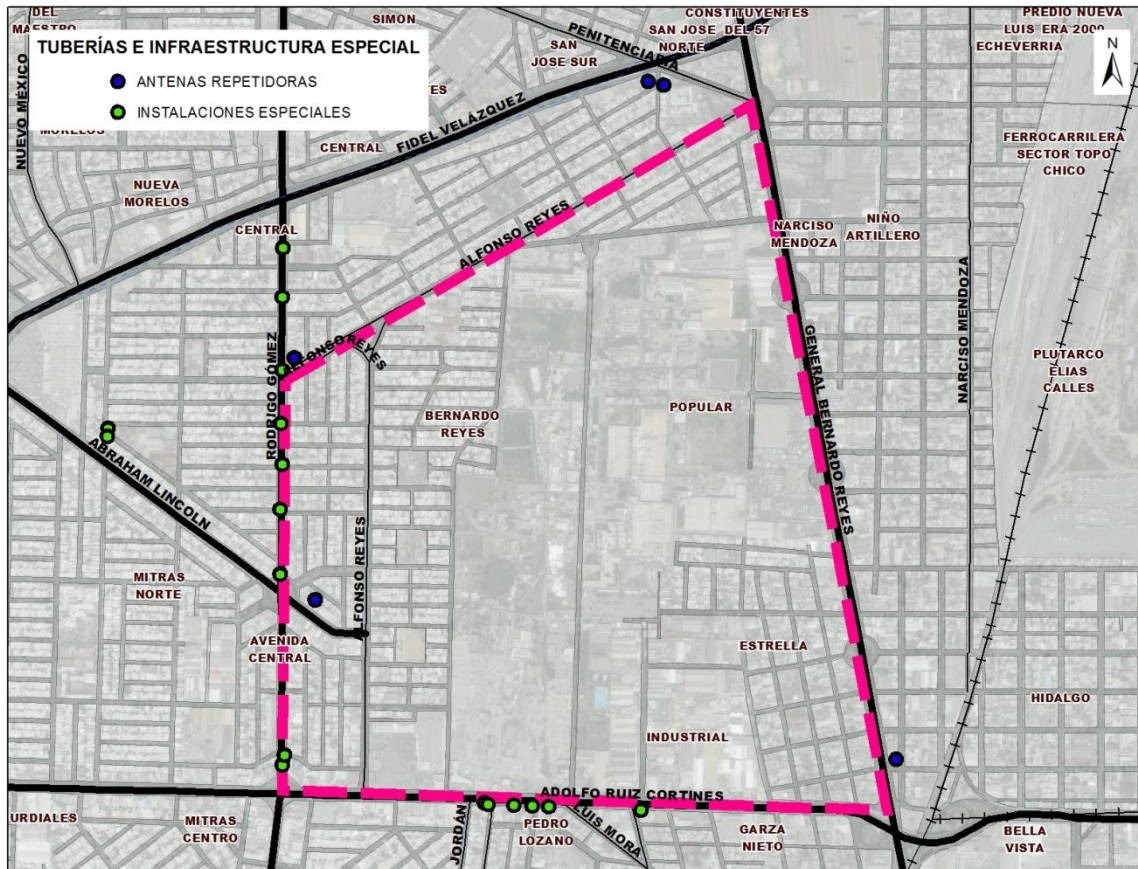 DEL
MAESTRO
SIMON
CONSTITUYENTES
SAN JOSE DEL 57
NORTE
PREDIO NUEVA
LUIS ERA 2000
ECHEVERRIA
TUBERÍAS E INFRAESTRUCTURA ESPECIAL
ANTENAS REPETIDORAS
INSTALACIONES ESPECIALES
PENITENCIARIA
SAN
JOSE SUR
N
NUEVO MÉXICO
MORELOS
CENTRAL
FIDEL VELÁZQUEZ
FERROCARRILERA
SECTOR TOPO
CHICO
NUEVA
MORELOS
CENTRAL
ALFONSO REYES
NARCISO
MENDOZA
NIÑO
ARTILLERO
NARCISO MENDOZA
RODRIGO GÓMEZ
ALFONSO REYES
GENERAL BERNARDO REYES
PLUTARCO
ELIAS
CALLES
BERNARDO
REYES
POPULAR
ABRAHAM LINCOLN
MITRAS
NORTE
ALFONSO REYES
AVENIDA
CENTRAL
ESTRELLA
HIDALGO
INDUSTRIAL
ADOLFO RUIZ CORTINES
URDIALES
MITRAS
CENTRO
JORDÁN
PEDRO
LOZANO
LUIS MORA
GARZA
NIETO
BELLA
VISTA